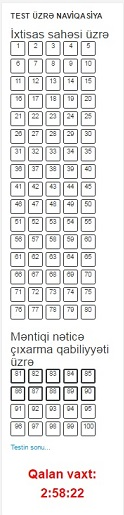 TEST ÜZRƏ NAVİQASİYA
İxtisas sahəsi üzrə
1 2 3 4 5
6 7 8 9 10
11 12 13 14 15
16 17 18 19 20
21 22 23 24 25
26 27 28 29 30
31 32 33 34 35
36 37 38 39 40
41 42 43 44 45
46 47 48 49 50
51 52 53 54 55
56 57 58 59 60
61 62 63 64 65
66 67 68 69 70
71 72 73 74 75
76 77 78 79 80
Məntiqi nəticə
çıxarma qabiliyyəti
üzrə
81 82 83 84 85
86 87 88 89 90
91 92 93 94 95
96 97 98 99 100
Testin sonu...
Qalan vaxt:
2:58:22